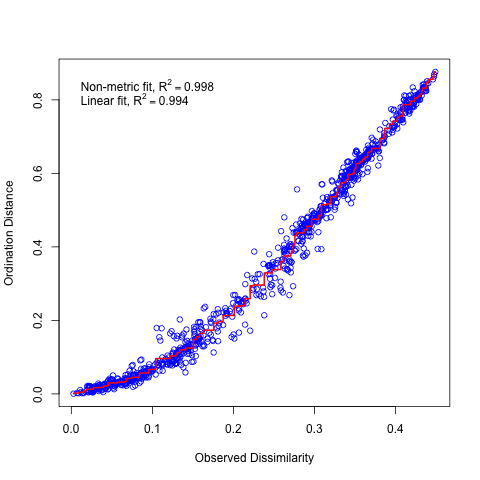 Non-metric fit, R² = 0.998
Linear fit, R² = 0.994
0.8
0.6
0.4
0.2
0.0
Ordination Distance
0.0 0.1 0.2 0.3 0.4
Observed Dissimilarity